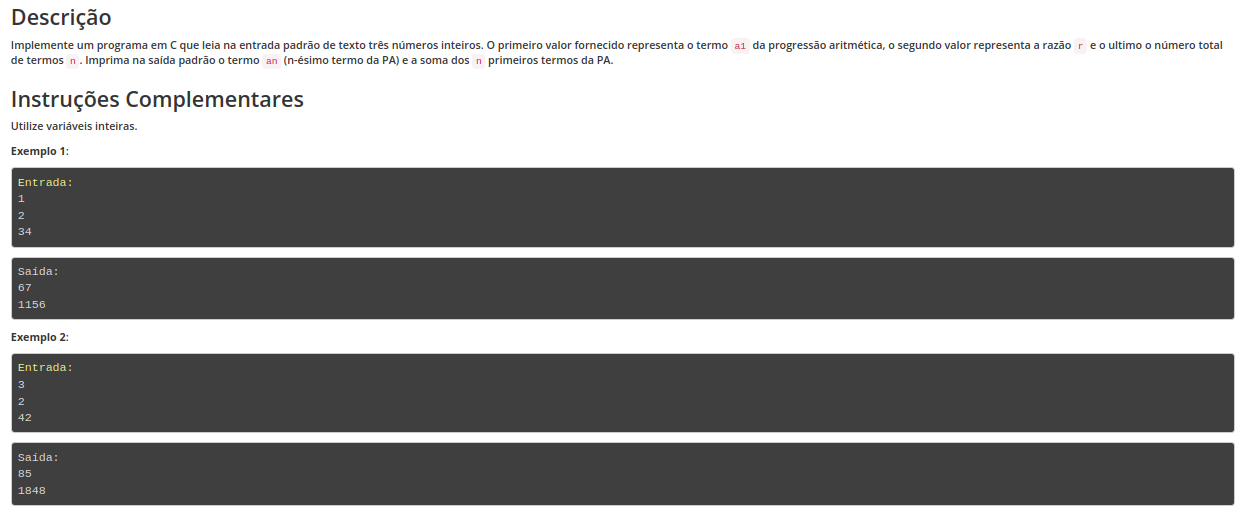 Descrição
Implemente um programa em C que leia na entrada padrão de texto três números inteiros. O primeiro valor fornecido representa o termo a1 da progressão aritmética, o segundo valor representa a razão r e o ultimo o número total
de termos n . Imprima na saída padrão o termo an (n-ésimo termo da PA) e a soma dos n primeiros termos da PA.
Instruções Complementares
Utilize variáveis inteiras.
Exemplo 1:
Entrada:
1
2
34
Saída:
67
1156
Exemplo 2:
Entrada:
3
2
42
Saída:
85
1848